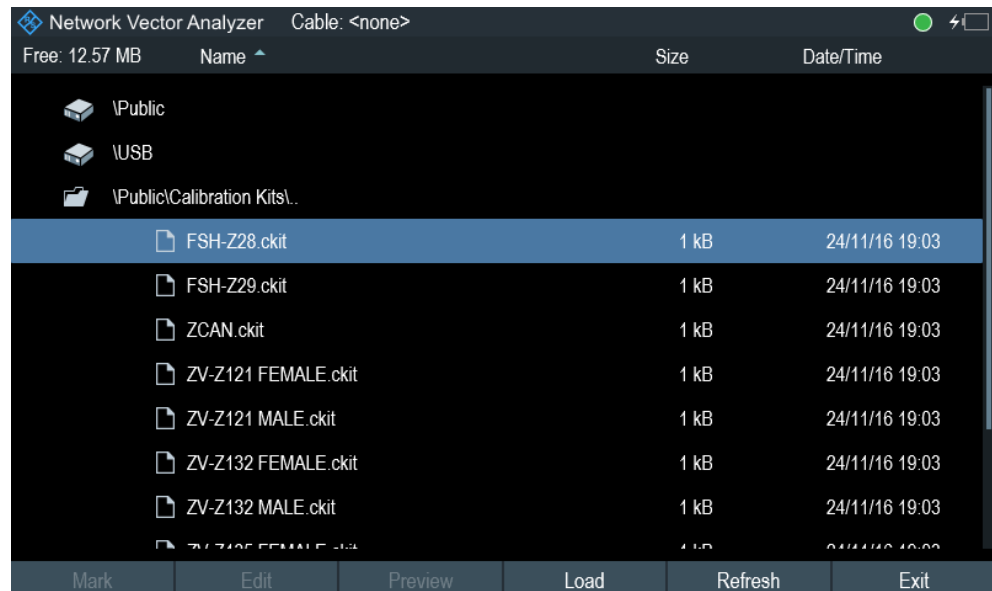 Network Vector Analyzer Cable: <none>
Free: 12.57 MB Name Size Date/Time
\Public
\USB
\Public\Calibration Kits\..
FSH-Z28.ckit 1 kB 24/11/16 19:03
FSH-Z29.ckit 1 kB 24/11/16 19:03
ZCAN.ckit 1 kB 24/11/16 19:03
ZV-Z121 FEMALE.ckit 1 kB 24/11/16 19:03
ZV-Z121 MALE.ckit 1 kB 24/11/16 19:03
ZV-Z132 FEMALE.ckit 1 kB 24/11/16 19:03
ZV-Z132 MALE.ckit 1 kB 24/11/16 19:03
Mark Edit Preview Load Refresh Exit